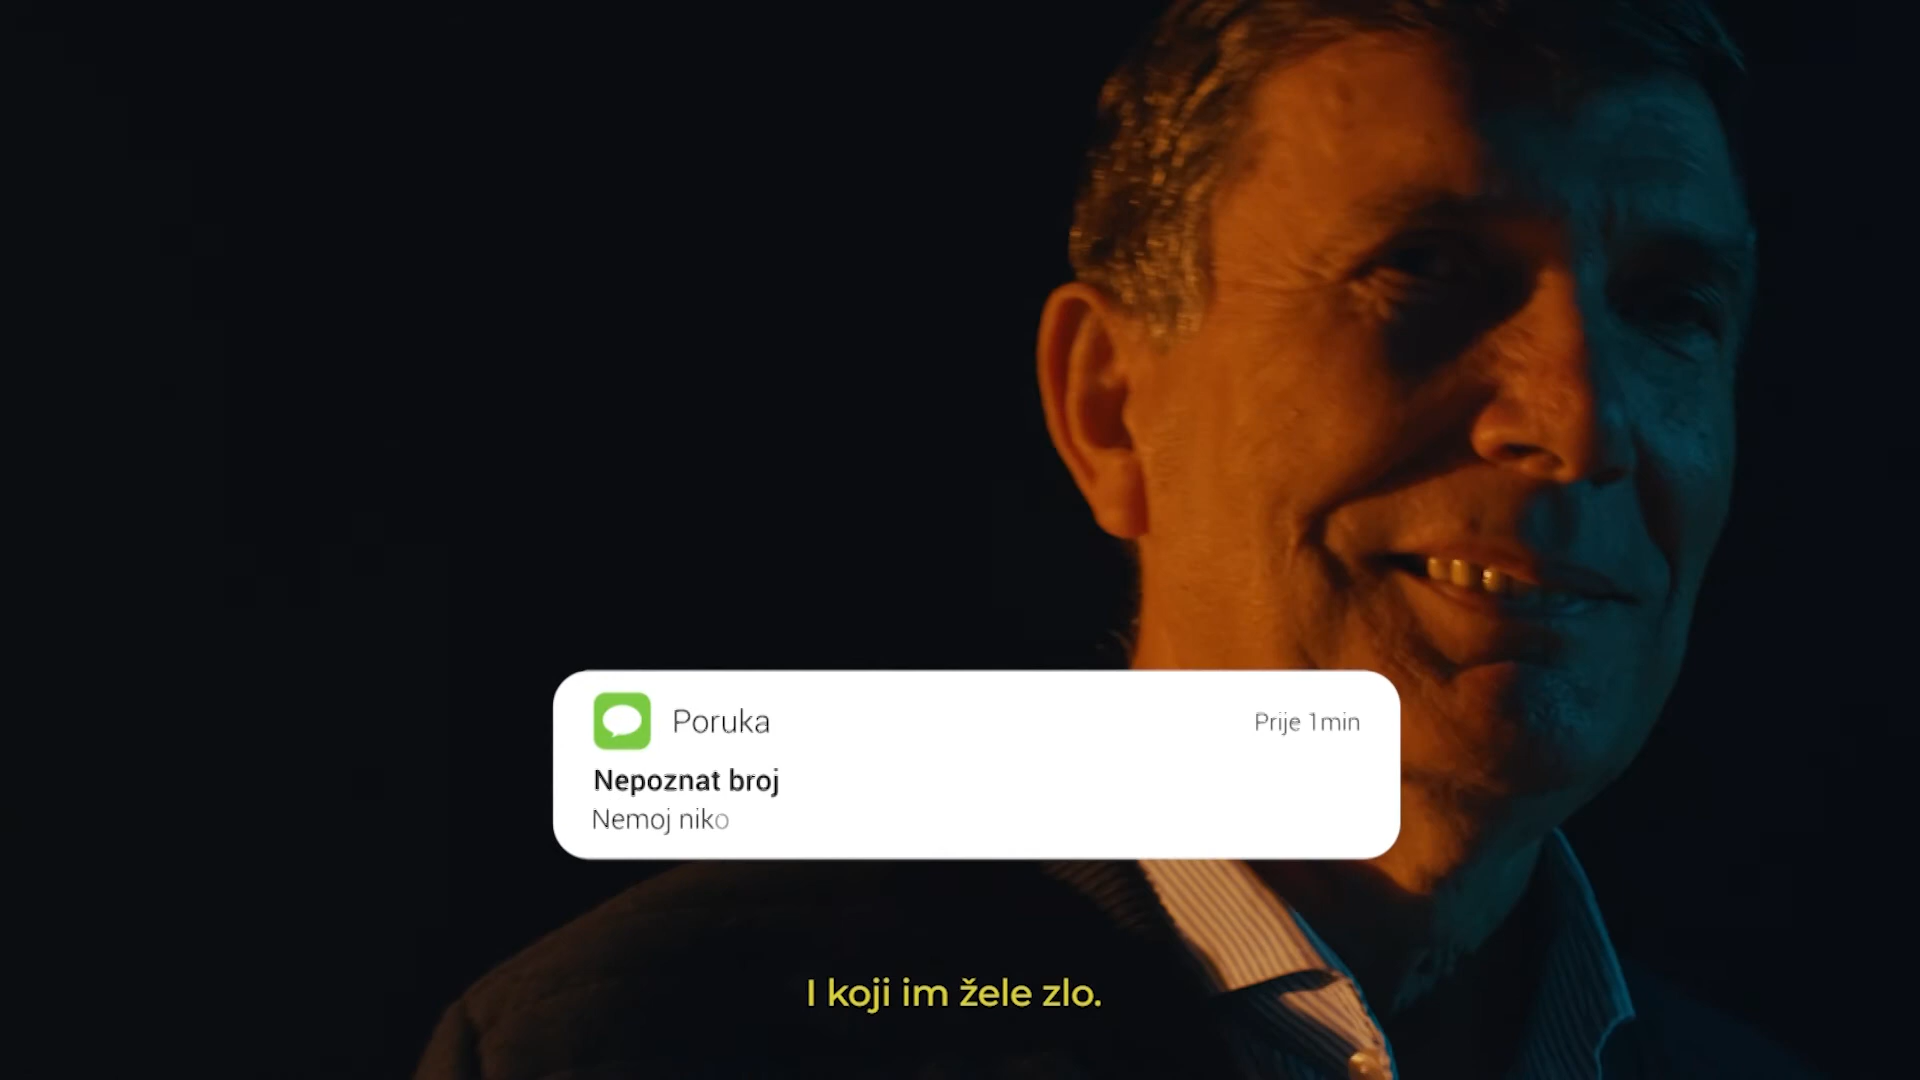 Poruka
Prije 1min
Nepoznat broj
Nemoj niko
I koji im žele zlo.